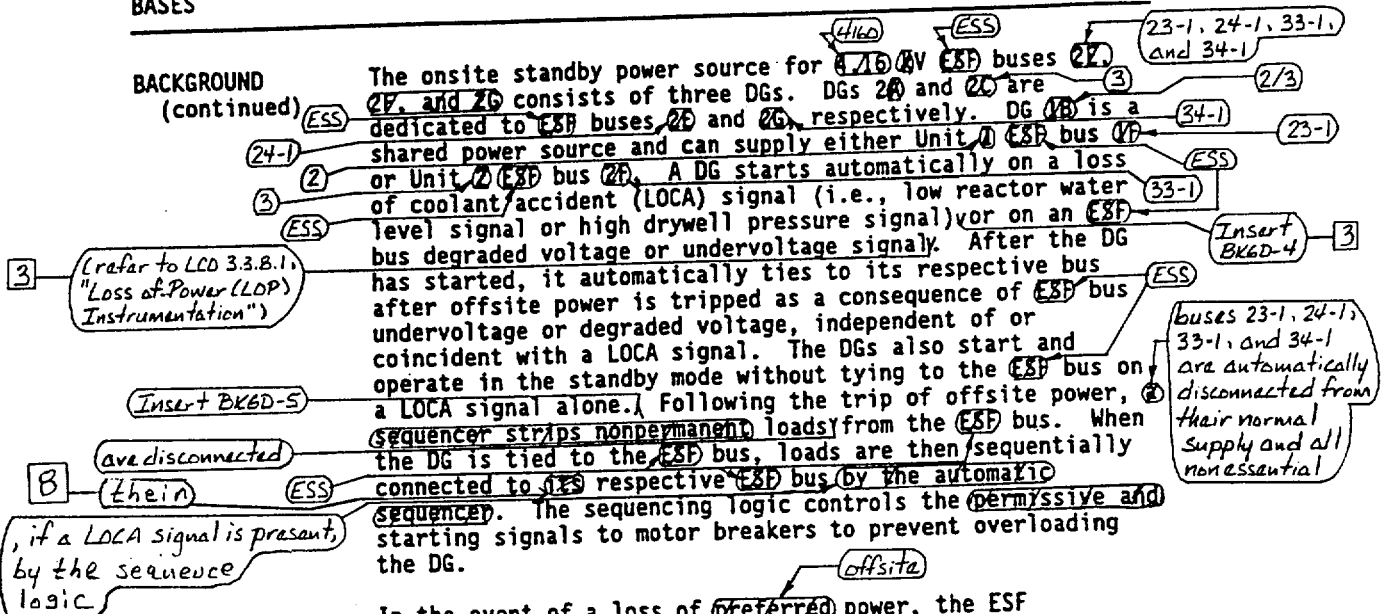 BASES
4160
ESS
23-1, 24-1, 33-1, and 34-1
BACKGROUND
(continued)
The onsite standby power source for 4.16 kV ESF buses 2E,
2F, and 2G consists of three DGs. DGs 2A and 2C are
dedicated to ESF buses 2E and 2G, respectively. DG 1B is a
shared power source and can supply either Unit 1 ESF bus 1F
or Unit 2 ESF bus 2F. A DG starts automatically on a loss
of coolant accident (LOCA) signal (i.e., low reactor water
level signal or high drywell pressure signal) or on an ESF
bus degraded voltage or undervoltage signal. After the DG
has started, it automatically ties to its respective bus
after offsite power is tripped as a consequence of ESF bus
undervoltage or degraded voltage, independent of or
coincident with a LOCA signal. The DGs also start and
operate in the standby mode without tying to the ESF bus on
a LOCA signal alone. Following the trip of offsite power, a
sequencer strips nonpermanent loads from the ESF bus. When
the DG is tied to the ESF bus, loads are then sequentially
connected to its respective ESF bus by the automatic
sequencer. The sequencing logic controls the permissive and
starting signals to motor breakers to prevent overloading
the DG.
ESS
24-1
2
3
ESS
3
(refer to LCO 3.3.8.1,
"Loss of Power (LOP)
Instrumentation")
Insert BKGD-5
are disconnected
B
their
ESS
, if a LOCA signal is present,
by the sequence
logic
3
2/3
34-1
23-1
ESS
33-1
Insert
BKGD-4
3
ESS
buses 23-1, 24-1,
33-1, and 34-1
are automatically
disconnected from
their normal
supply and all
nonessential
offsite
In the event of a loss of preferred power, the ESF